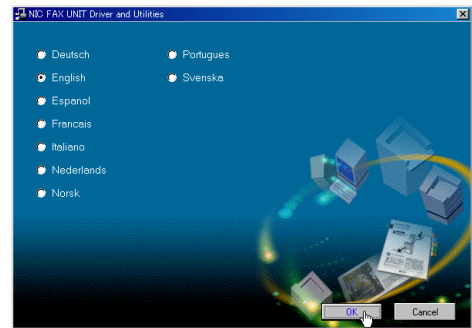 NIC FAX UNIT Driver and Utilities
Deutsch
English
Espanol
Francais
Italiano
Nederlands
Norsk
Portugues
Svenska
OK
Cancel